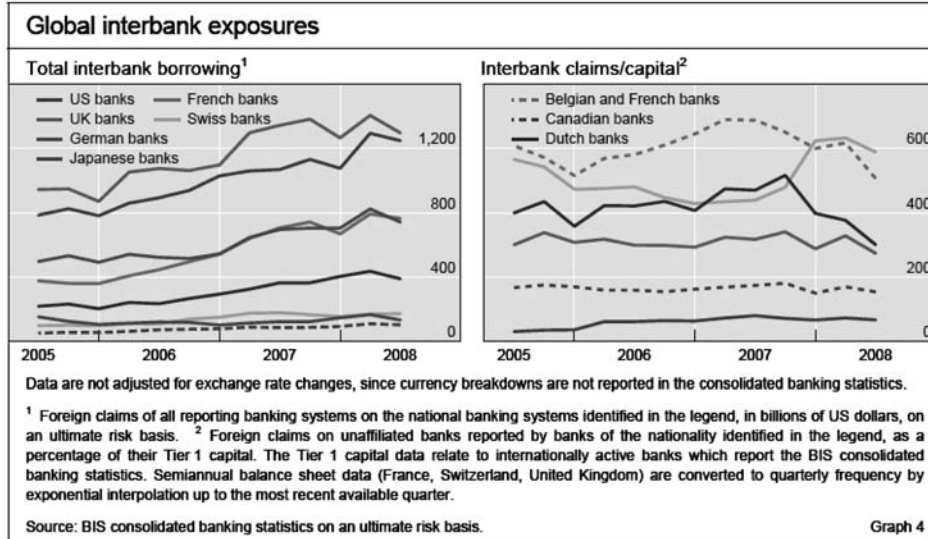 Global interbank exposures
Total interbank borrowing¹
Interbank claims/capital²
US banks
French banks
UK banks
Swiss banks
German banks
Japanese banks
1,200
800
400
0
2005
2006
2007
2008
Belgian and French banks
Canadian banks
Dutch banks
600
400
200
0
2005
2006
2007
2008
Data are not adjusted for exchange rate changes, since currency breakdowns are not reported in the consolidated banking statistics.
¹ Foreign claims of all reporting banking systems on the national banking systems identified in the legend, in billions of US dollars, on
an ultimate risk basis. ² Foreign claims on unaffiliated banks reported by banks of the nationality identified in the legend, as a
percentage of their Tier 1 capital. The Tier 1 capital data relate to internationally active banks which report the BIS consolidated
banking statistics. Semiannual balance sheet data (France, Switzerland, United Kingdom) are converted to quarterly frequency by
exponential interpolation up to the most recent available quarter.
Source: BIS consolidated banking statistics on an ultimate risk basis.
Graph 4